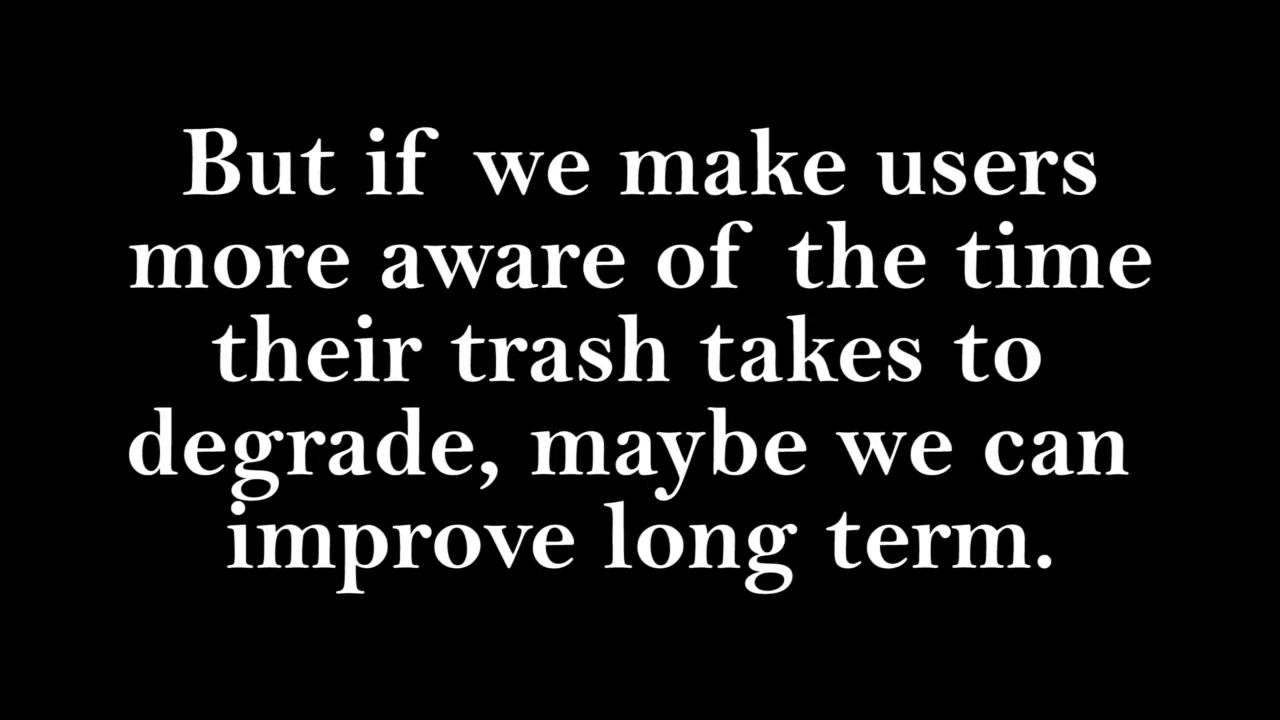 But if we make users
more aware of the time
their trash takes to
degrade, maybe we can
improve long term.